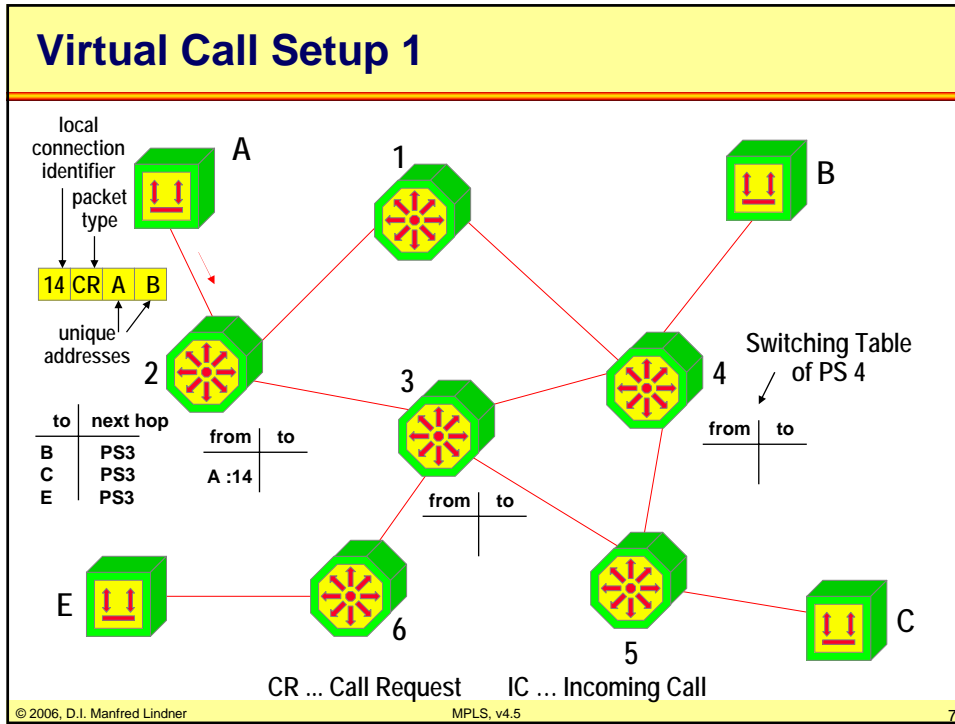 Virtual Call Setup 1
local
connection
identifier
packet
type
A
1
B
14 CR A B
unique
addresses
2
3
4
Switching Table
of PS 4
to next hop
B PS3
C PS3
E PS3
from to
A :14
from to
from to
E
6
5
C
CR ... Call Request IC ... Incoming Call
© 2006, D.I. Manfred Lindner MPLS, v4.5 7